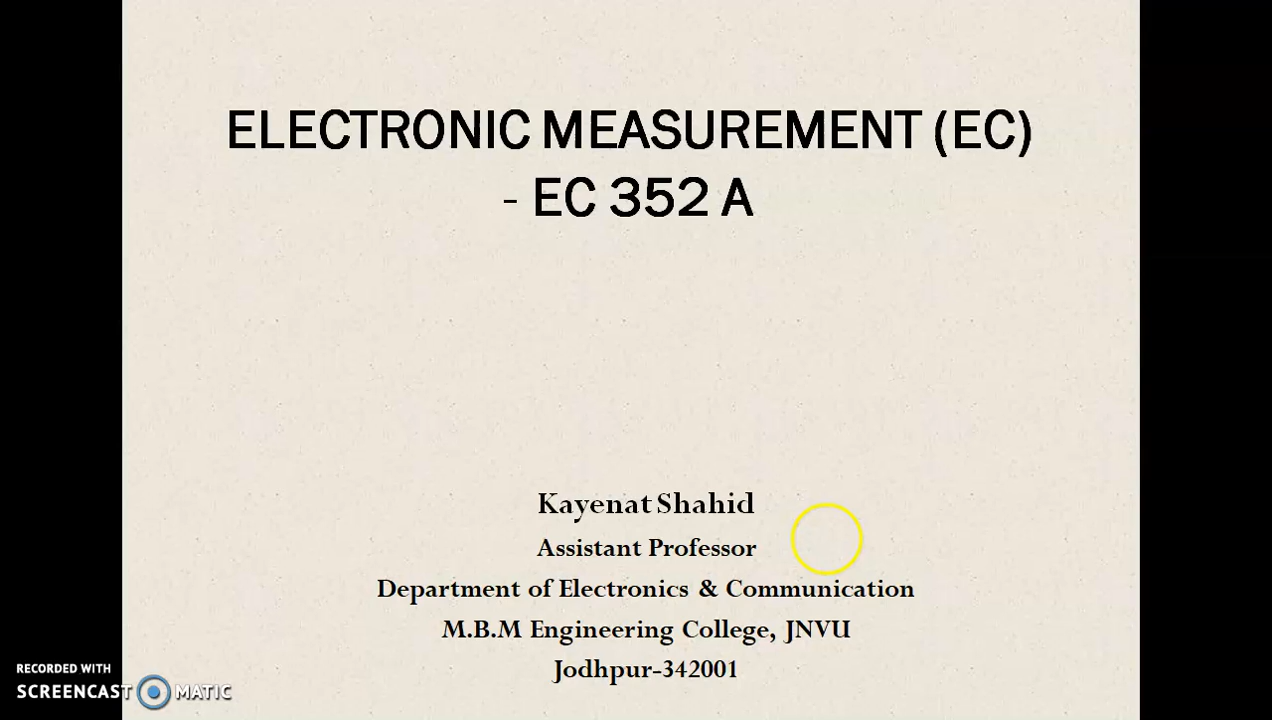 ELECTRONIC MEASUREMENT (EC)
- EC 352 A
Kayenat Shahid
Assistant Professor
Department of Electronics & Communication
M.B.M Engineering College, JNVU
Jodhpur-342001
RECORDED WITH
SCREENCAST MATIC